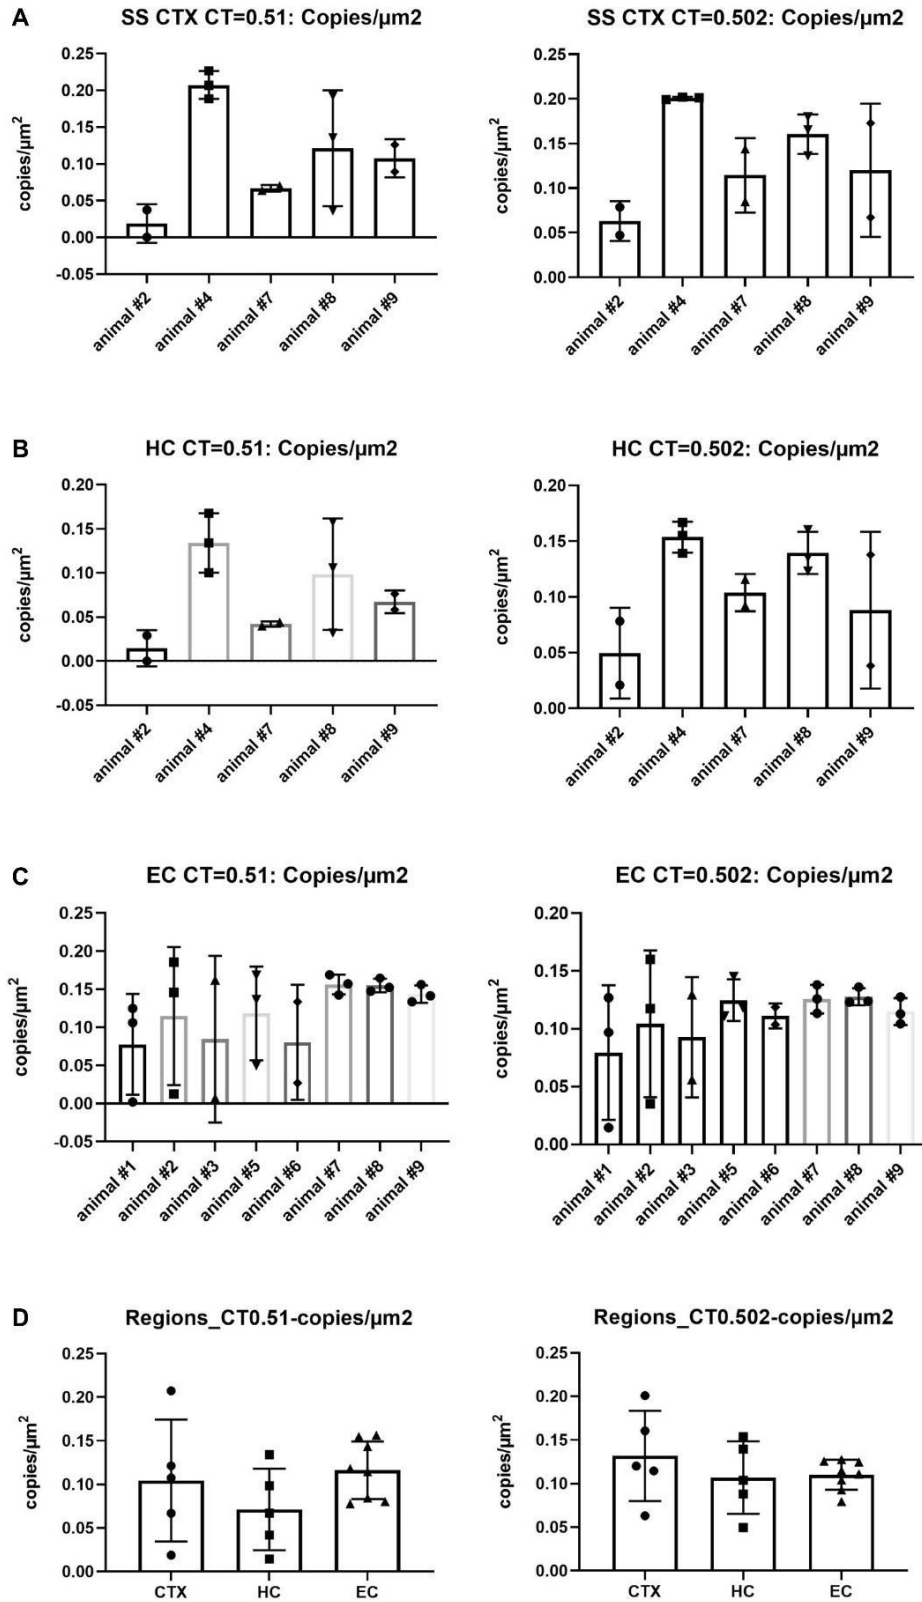 A
SS CTX CT=0.51: Copies/µm2
copies/µm²
0.25
0.20
0.15
0.10
0.05
0.00
-0.05
animal #2
animal #4
animal #7
animal #8
animal #9
SS CTX CT=0.502: Copies/µm2
copies/µm²
0.25
0.20
0.15
0.10
0.05
0.00
animal #2
animal #4
animal #7
animal #8
animal #9
B
HC CT=0.51: Copies/µm2
copies/µm²
0.20
0.15
0.10
0.05
0.00
-0.05
animal #2
animal #4
animal #7
animal #8
animal #9
HC CT=0.502: Copies/µm2
copies/µm²
0.20
0.15
0.10
0.05
0.00
animal #2
animal #4
animal #7
animal #8
animal #9
C
EC CT=0.51: Copies/µm2
copies/µm²
0.25
0.20
0.15
0.10
0.05
0.00
-0.05
animal #1
animal #2
animal #3
animal #5
animal #6
animal #7
animal #8
animal #9
EC CT=0.502: Copies/µm2
copies/µm²
0.20
0.15
0.10
0.05
0.00
animal #1
animal #2
animal #3
animal #5
animal #6
animal #7
animal #8
animal #9
D
Regions_CT0.51-copies/µm2
copies/µm²
0.25
0.20
0.15
0.10
0.05
0.00
CTX
HC
EC
Regions_CT0.502-copies/µm2
copies/µm²
0.25
0.20
0.15
0.10
0.05
0.00
CTX
HC
EC